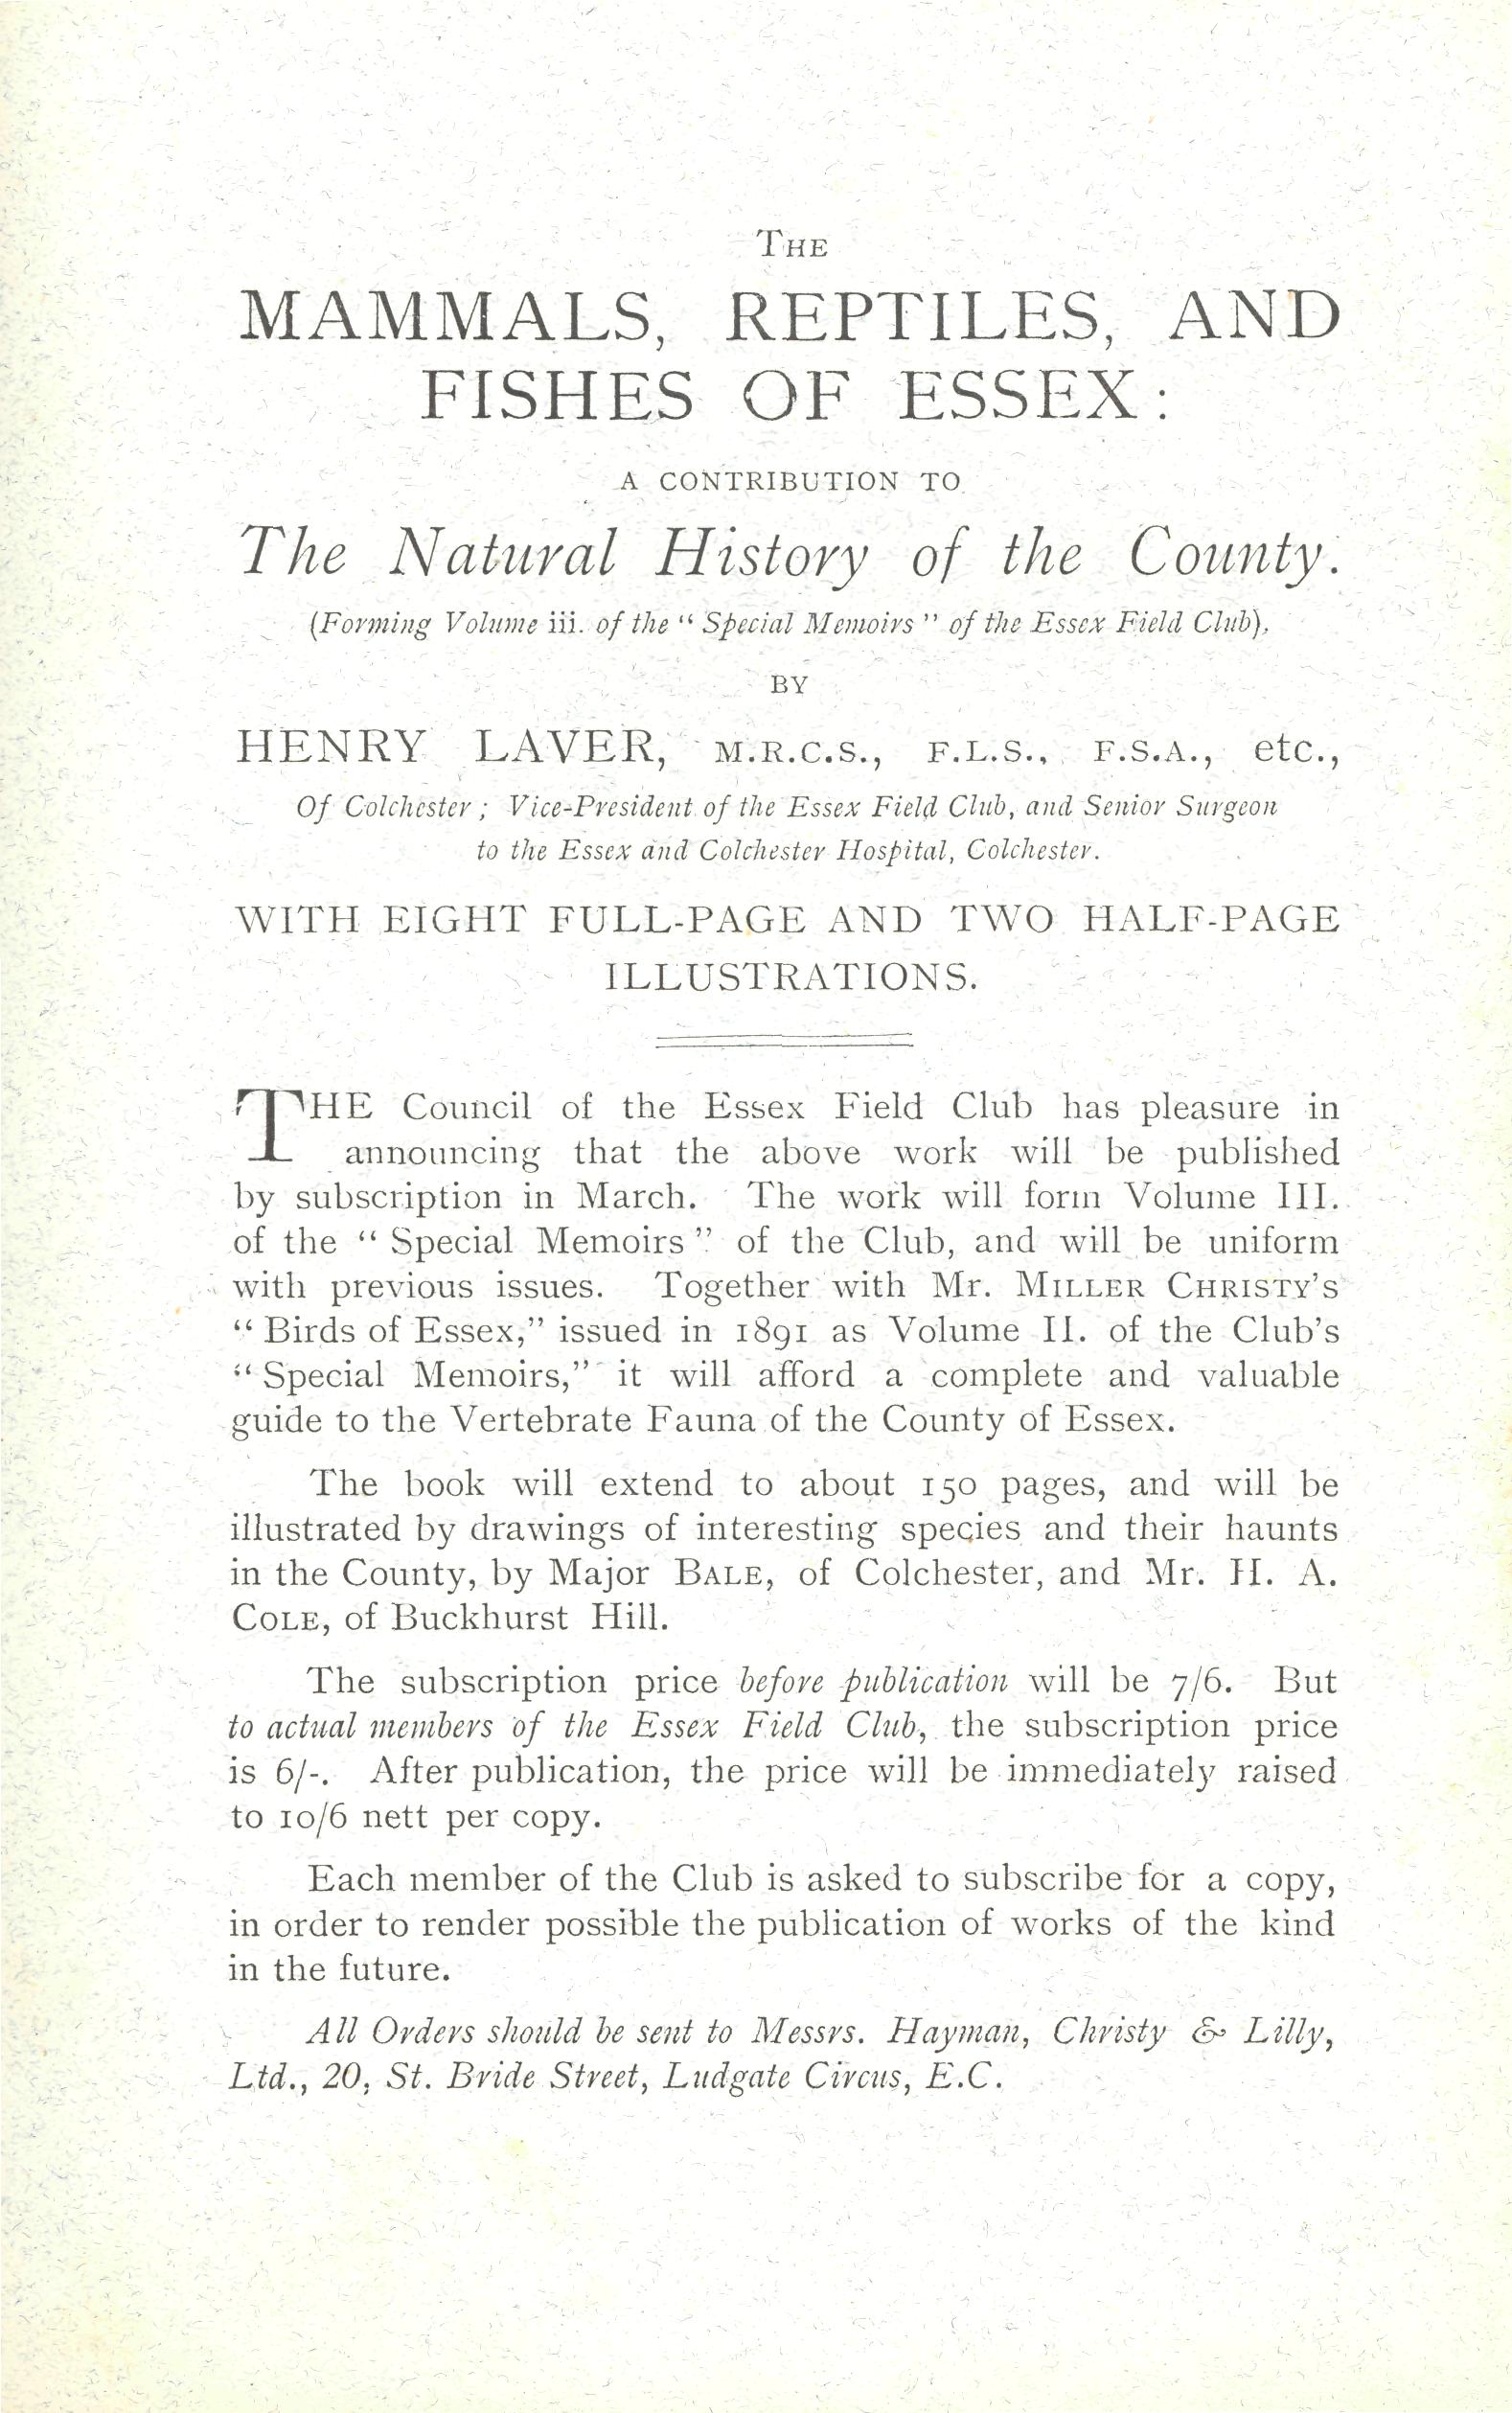 THE
MAMMALS, REPTILES, AND
FISHES OF ESSEX:
A CONTRIBUTION TO
The Natural History of the County.
(Forming Volume iii. of the “ Special Memoirs ” of the Essex Field Club),
BY
HENRY LAVER, M.R.C.S., F.L.S., F.S.A., etc.,
Of Colchester ; Vice-President of the Essex Field Club, and Senior Surgeon
to the Essex and Colchester Hospital, Colchester.
WITH EIGHT FULL-PAGE AND TWO HALF-PAGE
ILLUSTRATIONS.
THE Council of the Essex Field Club has pleasure in
announcing that the above work will be published
by subscription in March. The work will form Volume III.
of the “ Special Memoirs ” of the Club, and will be uniform
with previous issues. Together with Mr. MILLER CHRISTY’S
“ Birds of Essex,” issued in 1891 as Volume II. of the Club’s
“ Special Memoirs,” it will afford a complete and valuable
guide to the Vertebrate Fauna of the County of Essex.
The book will extend to about 150 pages, and will be
illustrated by drawings of interesting species and their haunts
in the County, by Major BALE, of Colchester, and Mr. H. A.
COLE, of Buckhurst Hill.
The subscription price before publication will be 7/6. But
to actual members of the Essex Field Club, the subscription price
is 6/-. After publication, the price will be immediately raised
to 10/6 nett per copy.
Each member of the Club is asked to subscribe for a copy,
in order to render possible the publication of works of the kind
in the future.
All Orders should be sent to Messrs. Hayman, Christy & Lilly,
Ltd., 20, St. Bride Street, Ludgate Circus, E.C.